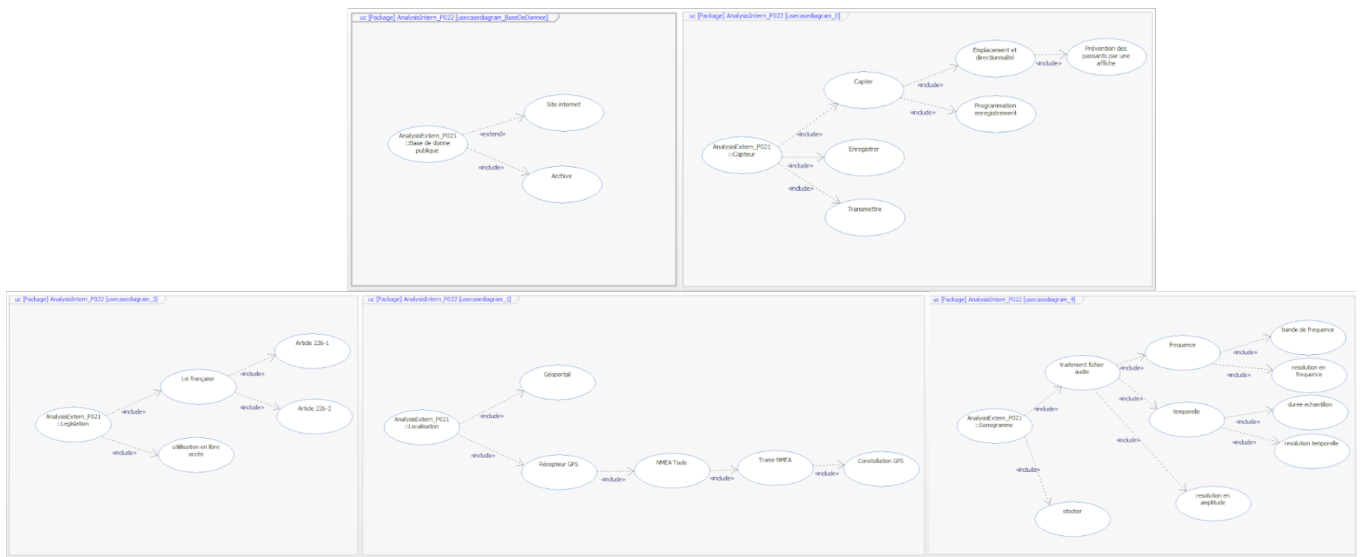 uc [Package] AnalysisIntern_P022 [usecasediagram_BaseDeDonnee]
Site internet
«extend»
AnalysisExtern_P021
::Base de donne
publique
«include»
Archive
uc [Package] AnalysisIntern_P022 [usecasediagram_0]
Emplacement et
directionnalité
«include»
Prévention des
passants par une
affiche
Capter
«include»
«include»
Programmation
enregistrement
«include»
AnalysisExtern_P021
::Capteur
«include»
Enregistrer
«include»
Transmettre
uc [Package] AnalysisIntern_P022 [usecasediagram_3]
Article 226-1
«include»
Loi française
«include»
Article 226-2
«include»
AnalysisExtern_P021
::Legislation
«include»
utilisation en libre
accès
uc [Package] AnalysisIntern_P022 [usecasediagram_1]
Géoportail
«include»
AnalysisExtern_P021
::Localisation
«include»
Récepteur GPS
«include»
NMEA Tools
«include»
Trame NMEA
«include»
Constellation GPS
uc [Package] AnalysisIntern_P022 [usecasediagram_4]
bande de frequence
frequence
«include»
traitement fichier
audio
«include»
«include»
resolution en
frequence
«include»
«include»
temporelle
«include»
duree echantillon
AnalysisExtern_P021
::Sonogramme
«include»
«include»
resolution temporelle
«include»
resolution en
amplitude
stocker